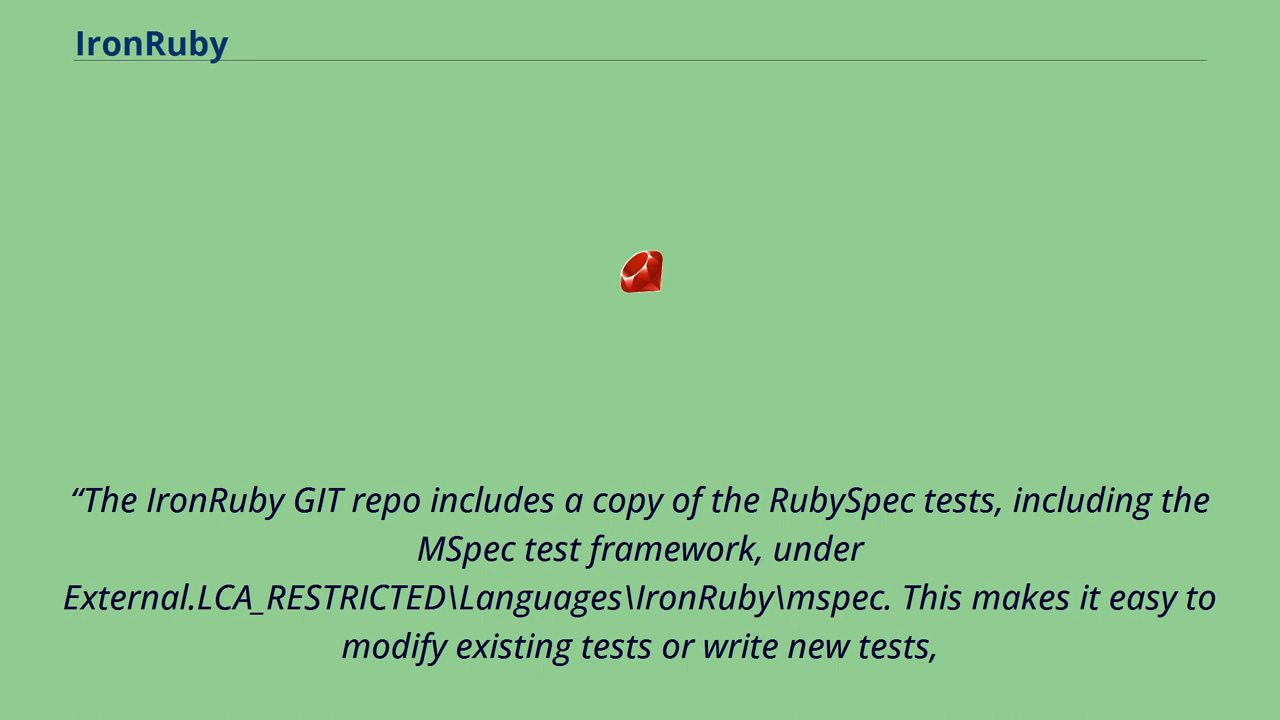 IronRuby
“The IronRuby GIT repo includes a copy of the RubySpec tests, including the
MSpec test framework, under
External.LCA_RESTRICTED\Languages\IronRuby\mspec. This makes it easy to
modify existing tests or write new tests,